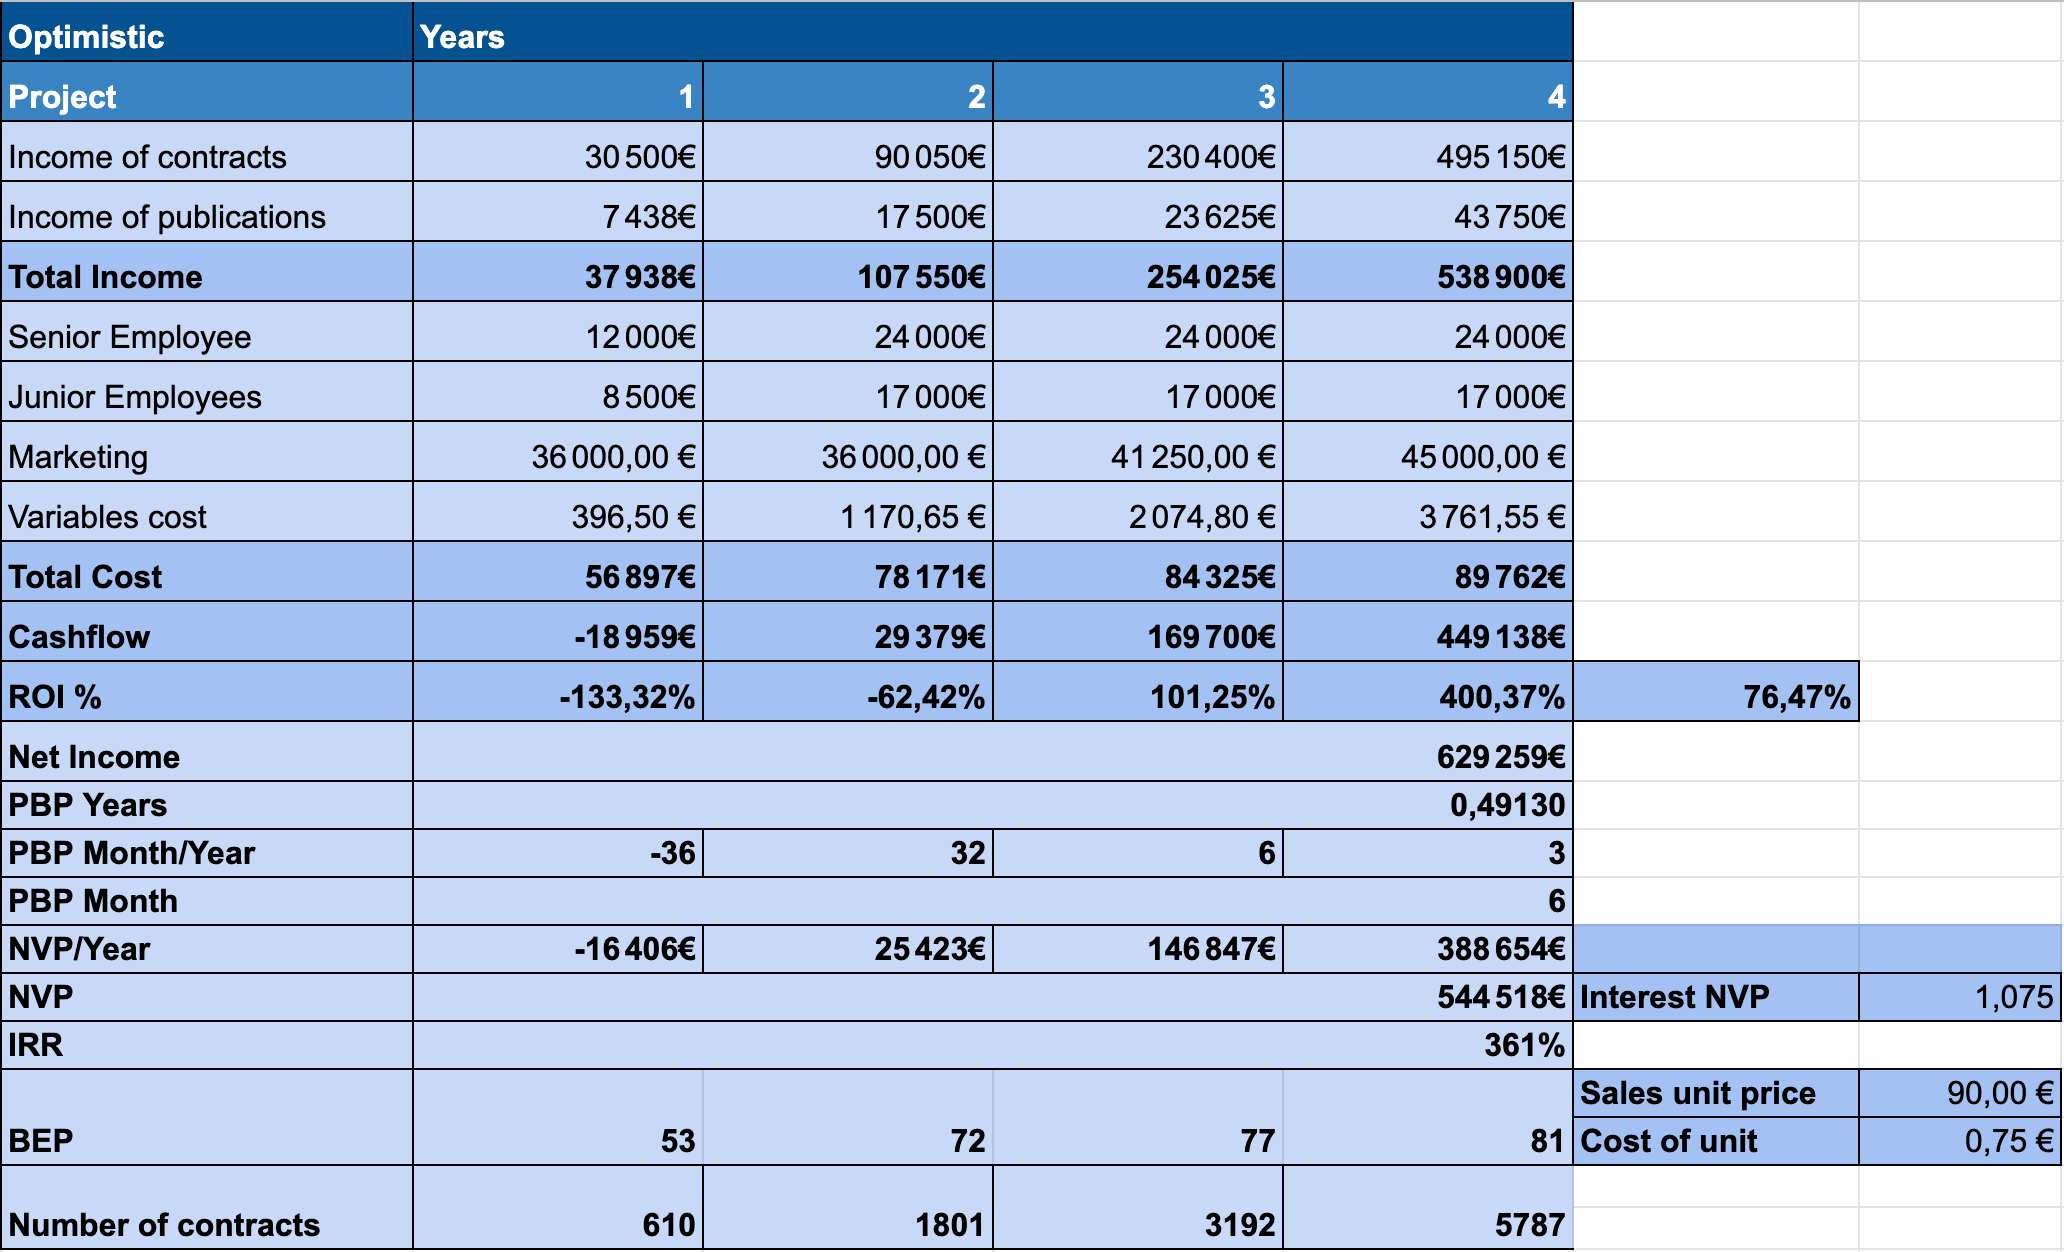 Optimistic Years
Project 1 2 3 4
Income of contracts 30 500€ 90 050€ 230 400€ 495 150€
Income of publications 7 438€ 17 500€ 23 625€ 43 750€
Total Income 37 938€ 107 550€ 254 025€ 538 900€
Senior Employee 12 000€ 24 000€ 24 000€ 24 000€
Junior Employees 8 500€ 17 000€ 17 000€ 17 000€
Marketing 36 000,00 € 36 000,00 € 41 250,00 € 45 000,00 €
Variables cost 396,50 € 1 170,65 € 2 074,80 € 3 761,55 €
Total Cost 56 897€ 78 171€ 84 325€ 89 762€
Cashflow -18 959€ 29 379€ 169 700€ 449 138€
ROI % -133,32% -62,42% 101,25% 400,37% 76,47%
Net Income 629 259€
PBP Years 0,49130
PBP Month/Year -36 32 6 3
PBP Month 6
NVP/Year -16 406€ 25 423€ 146 847€ 388 654€
NVP 544 518€ Interest NVP 1,075
IRR 361%
Sales unit price 90,00 €
BEP 53 72 77 81 Cost of unit 0,75 €
Number of contracts 610 1801 3192 5787